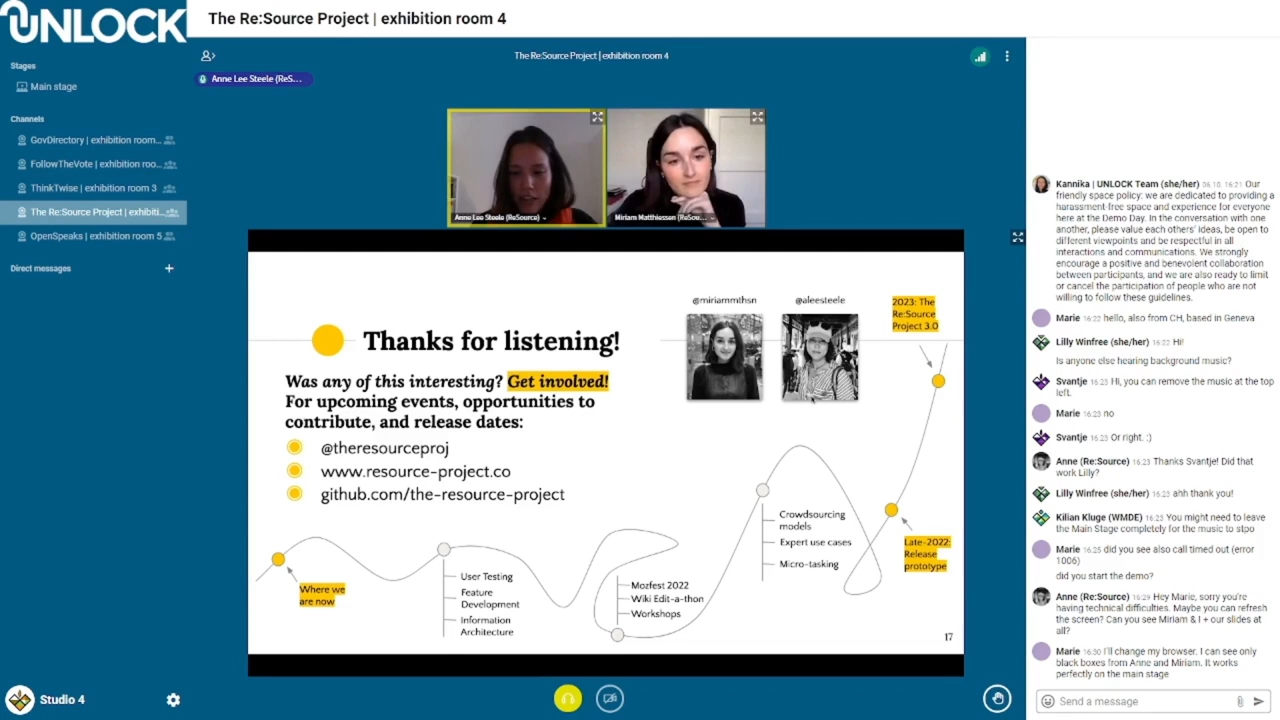 UNLOCK
The Re:Source Project | exhibition room 4
Stages
Main stage
Channels
GovDirectory | exhibition room...
FollowTheVote | exhibition roo...
ThinkTwise | exhibition room 3
The Re:Source Project | exhibiti...
OpenSpeaks | exhibition room 5
Direct messages
Studio 4
The Re:Source Project | exhibition room 4
Anne Lee Steele (ReS...
Anne Lee Steele (ReSource)
Miriam Matthiessen (ReSou...
@miriammthsn
@aleesteele
2023: The
Re:Source
Project 3.0
Thanks for listening!
Was any of this interesting? Get involved!
For upcoming events, opportunities to
contribute, and release dates:
@theresourceproj
www.resource-project.co
github.com/the-resource-project
Where we
are now
User Testing
Feature
Development
Information
Architecture
Mozfest 2022
Wiki Edit-a-thon
Workshops
Crowdsourcing
models
Expert use cases
Micro-tasking
Late-2022:
Release
prototype
17
Kannika | UNLOCK Team (she/her) 06.10. 16:21 Our
friendly space policy: we are dedicated to providing a
harassment-free space and experience for everyone
here at the Demo Day. In the conversation with one
another, please value each others' ideas, be open to
different viewpoints and be respectful in all
interactions and communications. We strongly
encourage a positive and benevolent collaboration
between participants, and we are also ready to limit
or cancel the participation of people who are not
willing to follow these guidelines.
Marie 16:22 hello, also from CH, based in Geneva
Lilly Winfree (she/her) 16:22 Hi!
Is anyone else hearing background music?
Svantje 16:23 Hi, you can remove the music at the top
left.
Marie 16:23 no
Svantje 16:23 Or right. :)
Anne (Re:Source) 16:23 Thanks Svantje! Did that
work Lilly?
Lilly Winfree (she/her) 16:23 ahh thank you!
Kilian Kluge (WMDE) 16:23 You might need to leave
the Main Stage completely for the music to stpo
Marie 16:25 did you see also call timed out (error
1006)
did you start the demo?
Anne (Re:Source) 16:29 Hey Marie, sorry you're
having technical difficulties. Maybe you can refresh
the screen? Can you see Miriam & I + our slides at
all?
Marie 16:30 I'll change my browser. I can see only
black boxes from Anne and Miriam. It works
perfectly on the main stage
Send a message